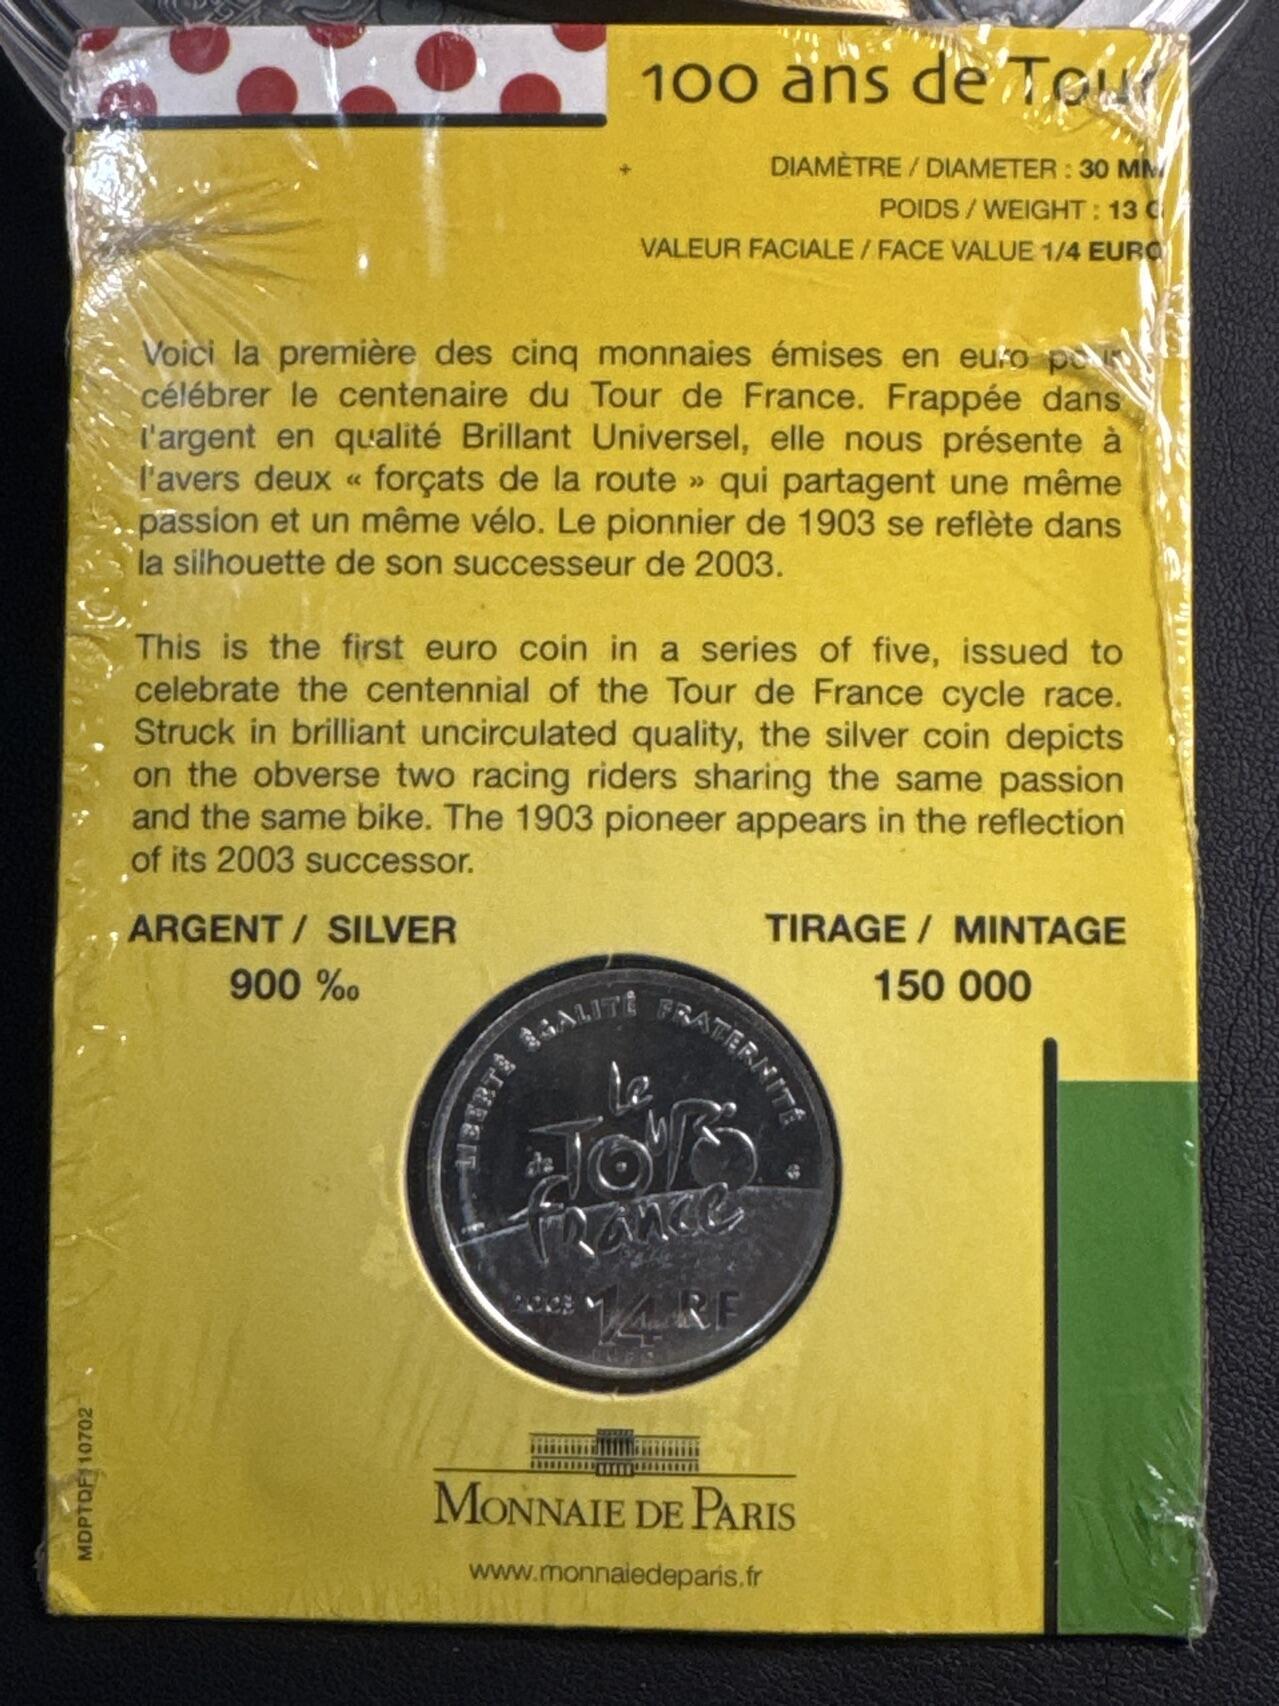 100 ans de Tour
DIAMÈTRE / DIAMETER : 30 MM
POIDS / WEIGHT : 13 G
VALEUR FACIALE / FACE VALUE 1/4 EURO
Voici la première des cinq monnaies émises en euro pour
célébrer le centenaire du Tour de France. Frappée dans
l'argent en qualité Brillant Universel, elle nous présente à
l'avers deux « forçats de la route » qui partagent une même
passion et un même vélo. Le pionnier de 1903 se reflète dans
la silhouette de son successeur de 2003.
This is the first euro coin in a series of five, issued to
celebrate the centennial of the Tour de France cycle race.
Struck in brilliant uncirculated quality, the silver coin depicts
on the obverse two racing riders sharing the same passion
and the same bike. The 1903 pioneer appears in the reflection
of its 2003 successor.
ARGENT / SILVER
900 ‰
TIRAGE / MINTAGE
150 000
LIBERTÉ ÉGALITÉ FRATERNITÉ
Le
de TOUR
France
2003 1/4 RF
EURO
MONNAIE DE PARIS
www.monnaiedeparis.fr
MDPTDF110702